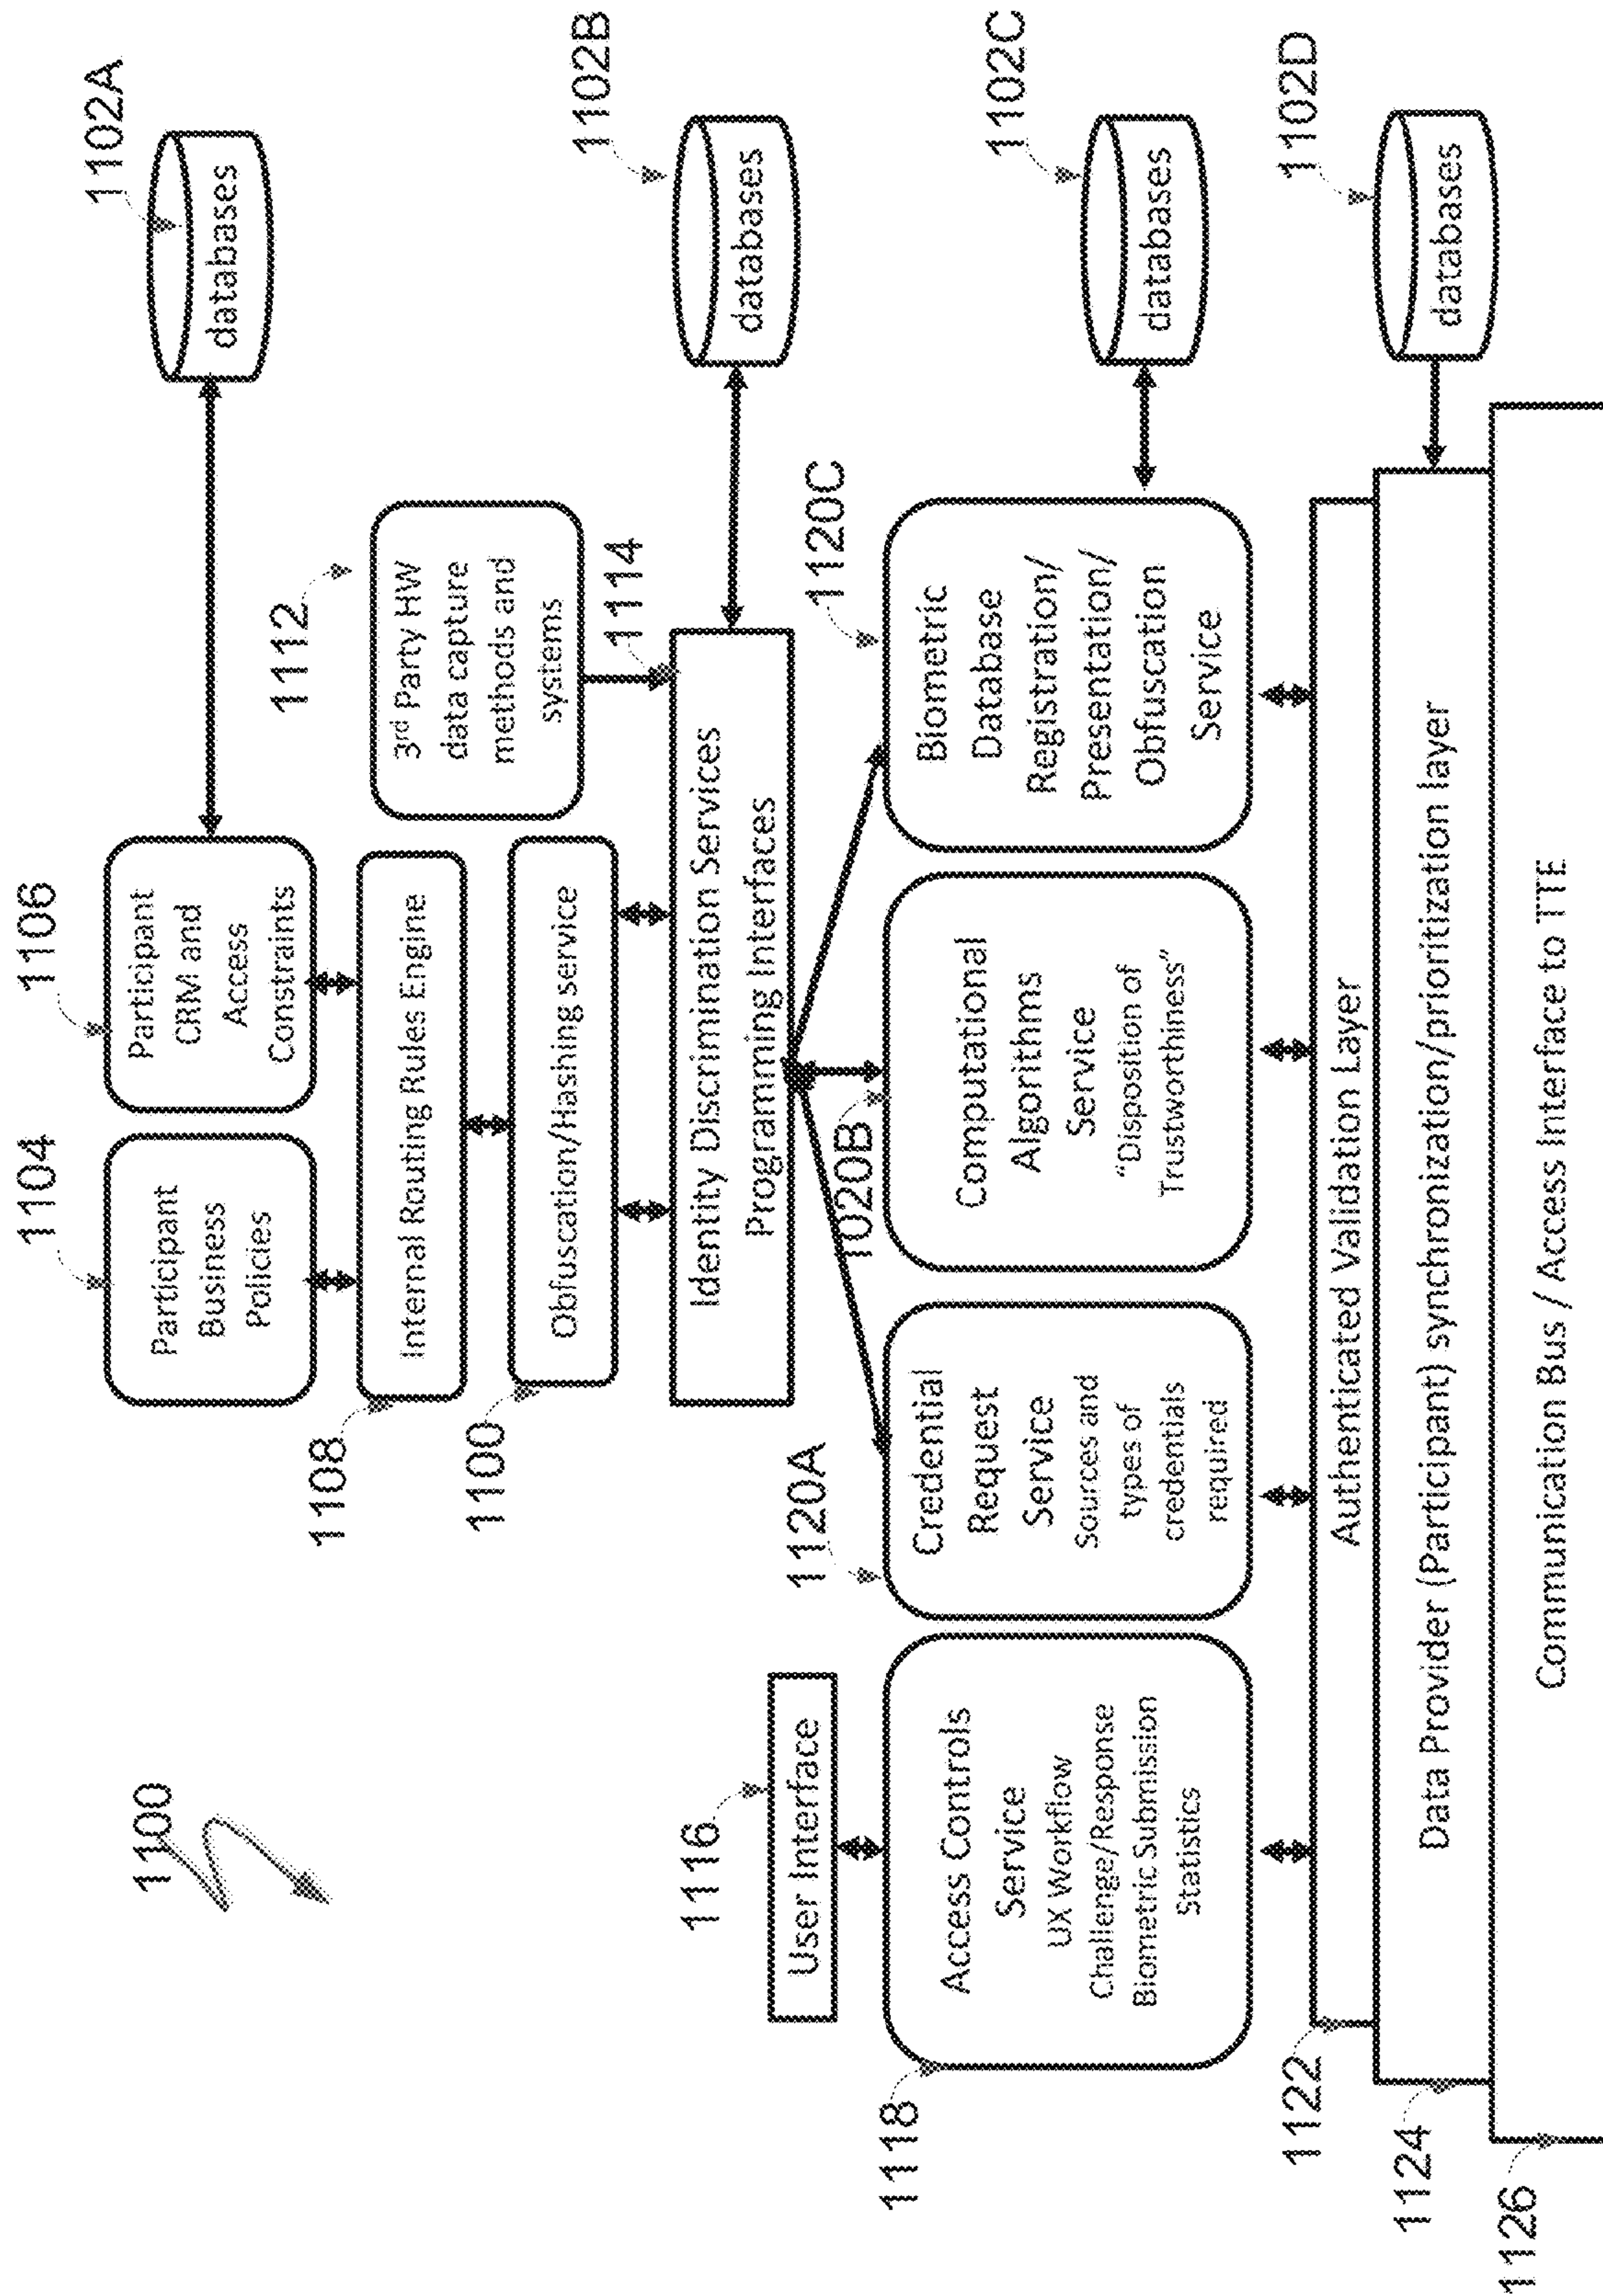 1100
1104
Participant
Business
Policies
1106
Participant
CRM and
Access
Constraints
1102A
databases
1108
Internal Routing Rules Engine
1112
3rd Party HW
data capture
methods and
systems
1100
Obfuscation/Hashing service
1114
Identity Discrimination Services
Programming Interfaces
1102B
databases
1116
User Interface
1118
Access Controls
Service
UX Workflow
Challenge/Response
Biometric Submission
Statistics
1120A
Credential
Request
Service
Sources and
types of
credentials
required
1020B
Computational
Algorithms
Service
"Disposition of
Trustworthiness"
1120C
Biometric
Database
Registration/
Presentation/
Obfuscation
Service
1102C
databases
1122
Authenticated Validation Layer
1124
Data Provider (Participant) synchronization/prioritization layer
1102D
databases
1126
Communication Bus / Access Interface to TTE